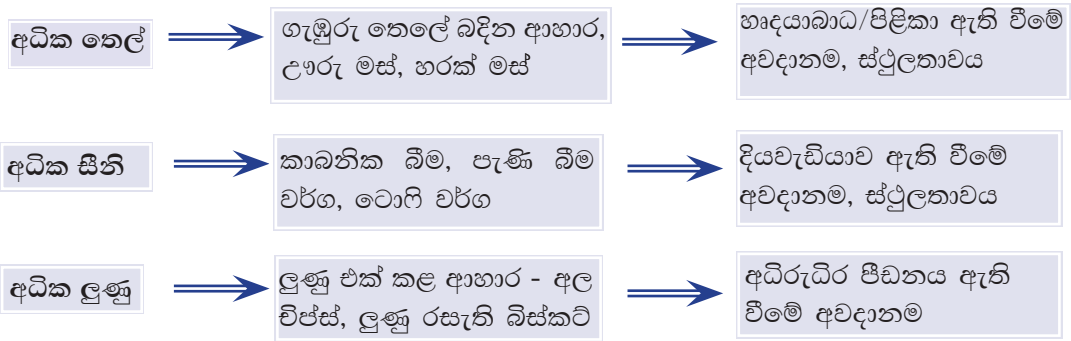 අධික තෙල්
ගැඹුරු තෙලේ බදින ආහාර,
ඌරු මස්, හරක් මස්
හෘදයාබාධ/පිළිකා ඇති වීමේ
අවදානම, ස්ථුලතාවය
අධික සීනි
කාබනික බීම, පැණි බීම
වර්ග, ටොෆි වර්ග
දියවැඩියාව ඇති වීමේ
අවදානම, ස්ථුලතාවය
අධික ලුණු
ලුණු එක් කළ ආහාර - අල
චිප්ස්, ලුණු රසැති බිස්කට්
අධිරුධිර පීඩනය ඇති
වීමේ අවදානම